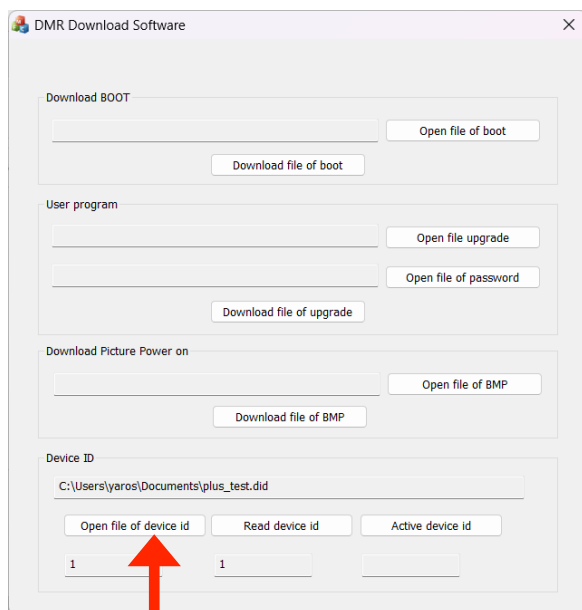 DMR Download Software
Download BOOT
Open file of boot
Download file of boot
User program
Open file upgrade
Open file of password
Download file of upgrade
Download Picture Power on
Open file of BMP
Download file of BMP
Device ID
C:\Users\yaros\Documents\plus_test.did
Open file of device id Read device id Active device id
1 1